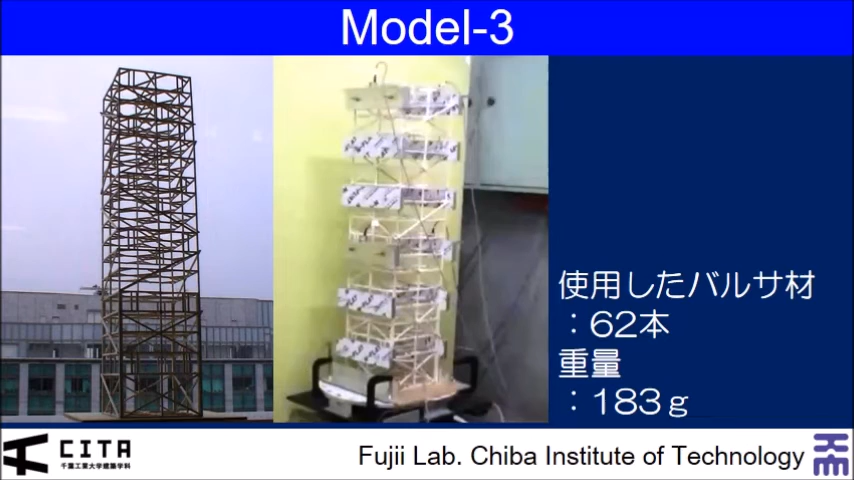 Model-3
使用したバルサ材
：62本
重量
：183ｇ
CITA
千葉工業大学建築学科
Fujii Lab. Chiba Institute of Technology